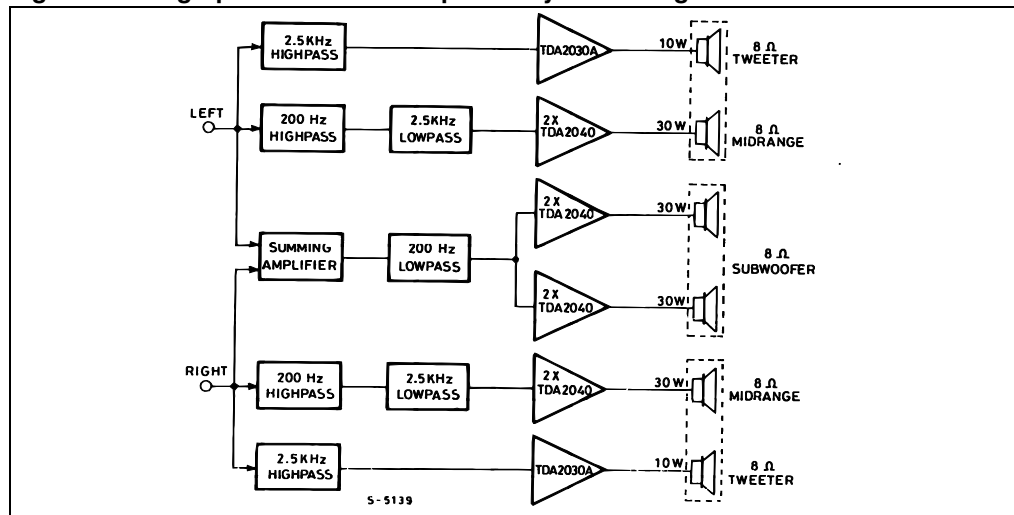 2.5KHz
HIGHPASS
TDA2030A
10W
8 Ω
TWEETER
LEFT
200 Hz
HIGHPASS
2.5KHz
LOWPASS
2X
TDA2040
30W
8 Ω
MIDRANGE
2X
TDA2040
30W
SUMMING
AMPLIFIER
200 Hz
LOWPASS
8 Ω
SUBWOOFER
2X
TDA2040
30W
RIGHT
200 Hz
HIGHPASS
2.5KHz
LOWPASS
2X
TDA2040
30W
8 Ω
MIDRANGE
2.5KHz
HIGHPASS
TDA2030A
10W
8 Ω
TWEETER
S-5139